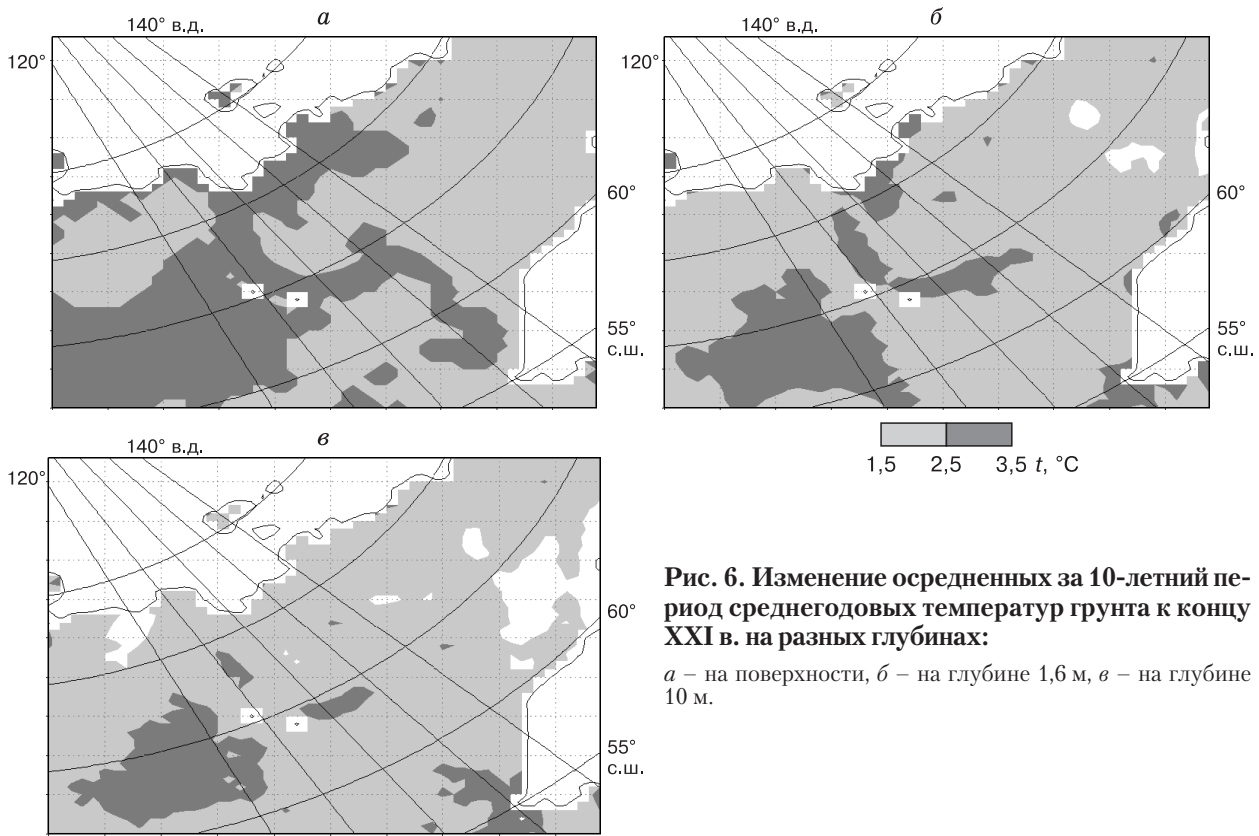 а
140° в.д.
120°
60°
55°
с.ш.
б
140° в.д.
120°
60°
55°
с.ш.
1,5 2,5 3,5 t, °C
в
140° в.д.
120°
60°
55°
с.ш.
Рис. 6. Изменение осредненных за 10-летний пе-
риод среднегодовых температур грунта к концу
XXI в. на разных глубинах:
а – на поверхности, б – на глубине 1,6 м, в – на глубине
10 м.